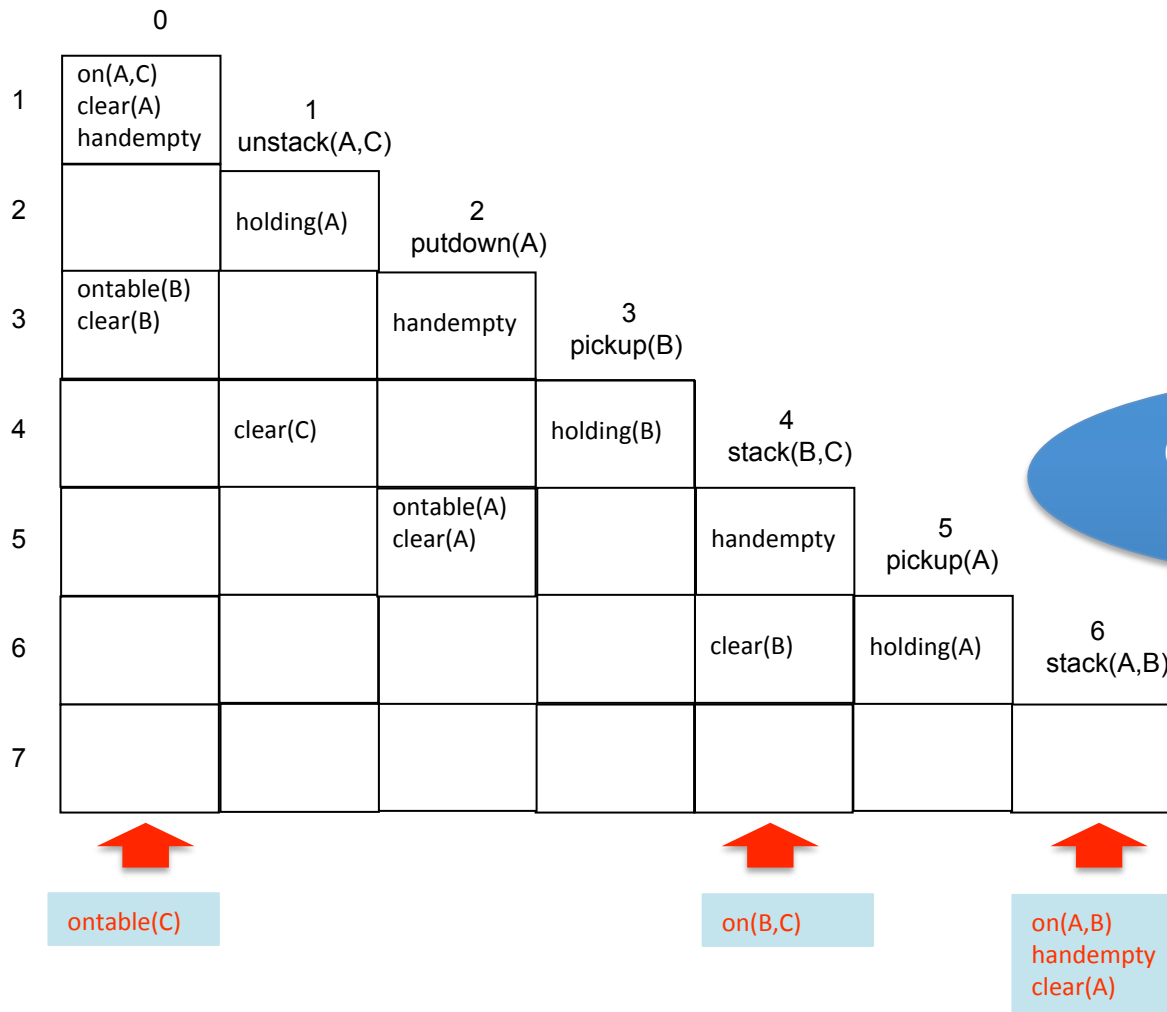 0
on(A,C)
clear(A)
handempty
1
1
unstack(A,C)
2
holding(A)
2
putdown(A)
ontable(B)
clear(B)
3
handempty
3
pickup(B)
4
clear(C)
holding(B)
4
stack(B,C)
ontable(A)
clear(A)
5
handempty
5
pickup(A)
6
clear(B)
holding(A)
6
stack(A,B)
7
ontable(C)
on(B,C)
on(A,B)
handempty
clear(A)